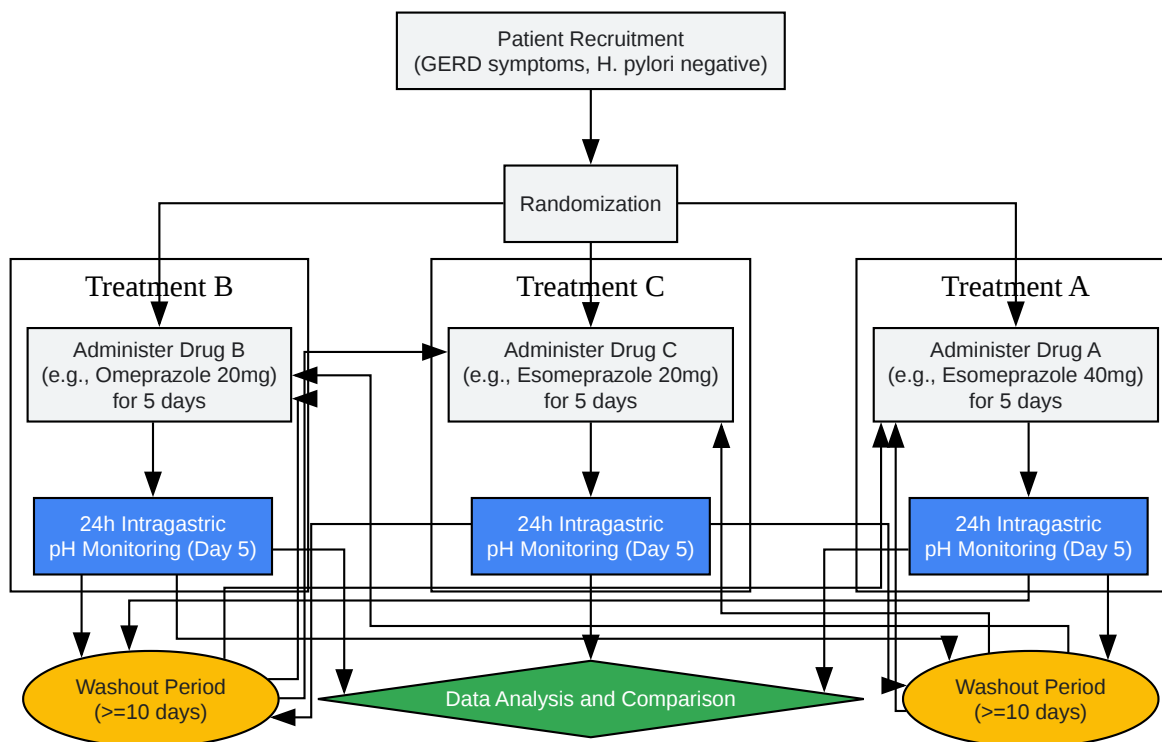 Patient Recruitment
(GERD symptoms, H. pylori negative)
Randomization
Treatment B
Treatment C
Treatment A
Administer Drug B
(e.g., Omeprazole 20mg)
for 5 days
Administer Drug C
(e.g., Esomeprazole 20mg)
for 5 days
Administer Drug A
(e.g., Esomeprazole 40mg)
for 5 days
24h Intragastric
pH Monitoring (Day 5)
24h Intragastric
pH Monitoring (Day 5)
24h Intragastric
pH Monitoring (Day 5)
Washout Period
(>=10 days)
Data Analysis and Comparison
Washout Period
(>=10 days)